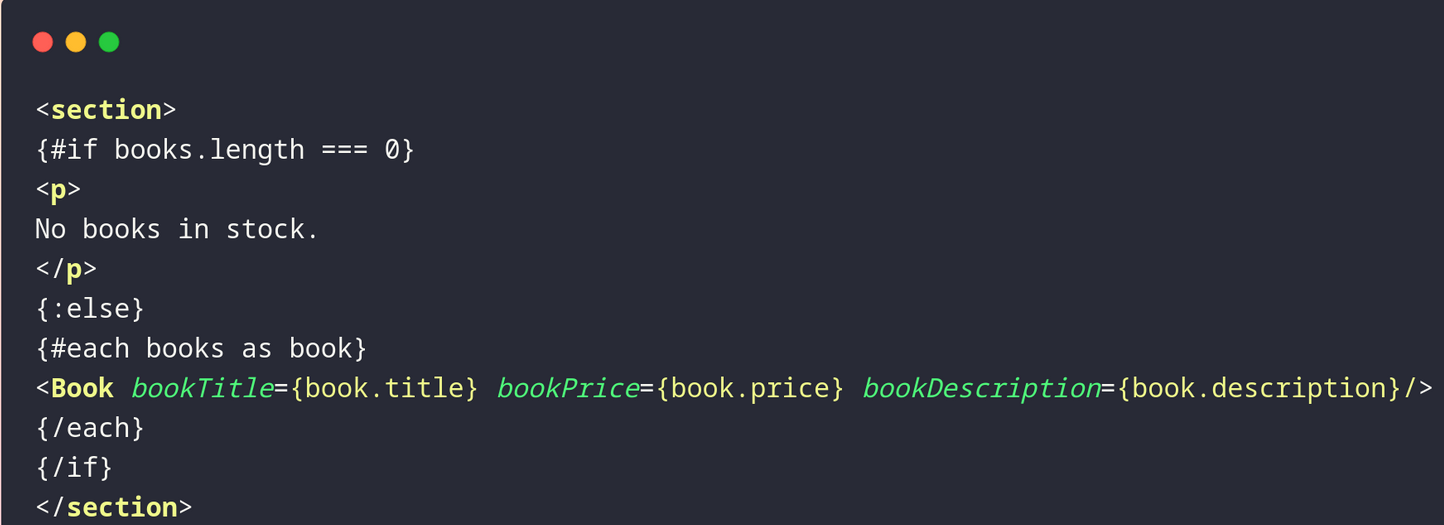 <section>
{#if books.length === 0}
<p>
No books in stock.
</p>
{:else}
{#each books as book}
<Book bookTitle={book.title} bookPrice={book.price} bookDescription={book.description}/>
{/each}
{/if}
</section>